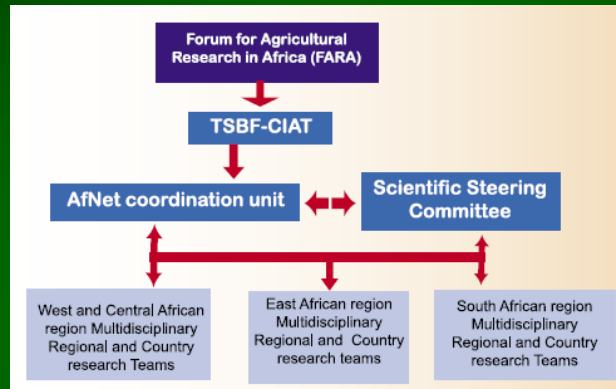 Forum for Agricultural
Research in Africa (FARA)
TSBF-CIAT
AfNet coordination unit
Scientific Steering
Committee
West and Central African
region Multidisciplinary
Regional and Country
research Teams
East African region
Multidisciplinary
Regional and Country
research teams
South African region
Multidisciplinary
Regional and Country
research Teams